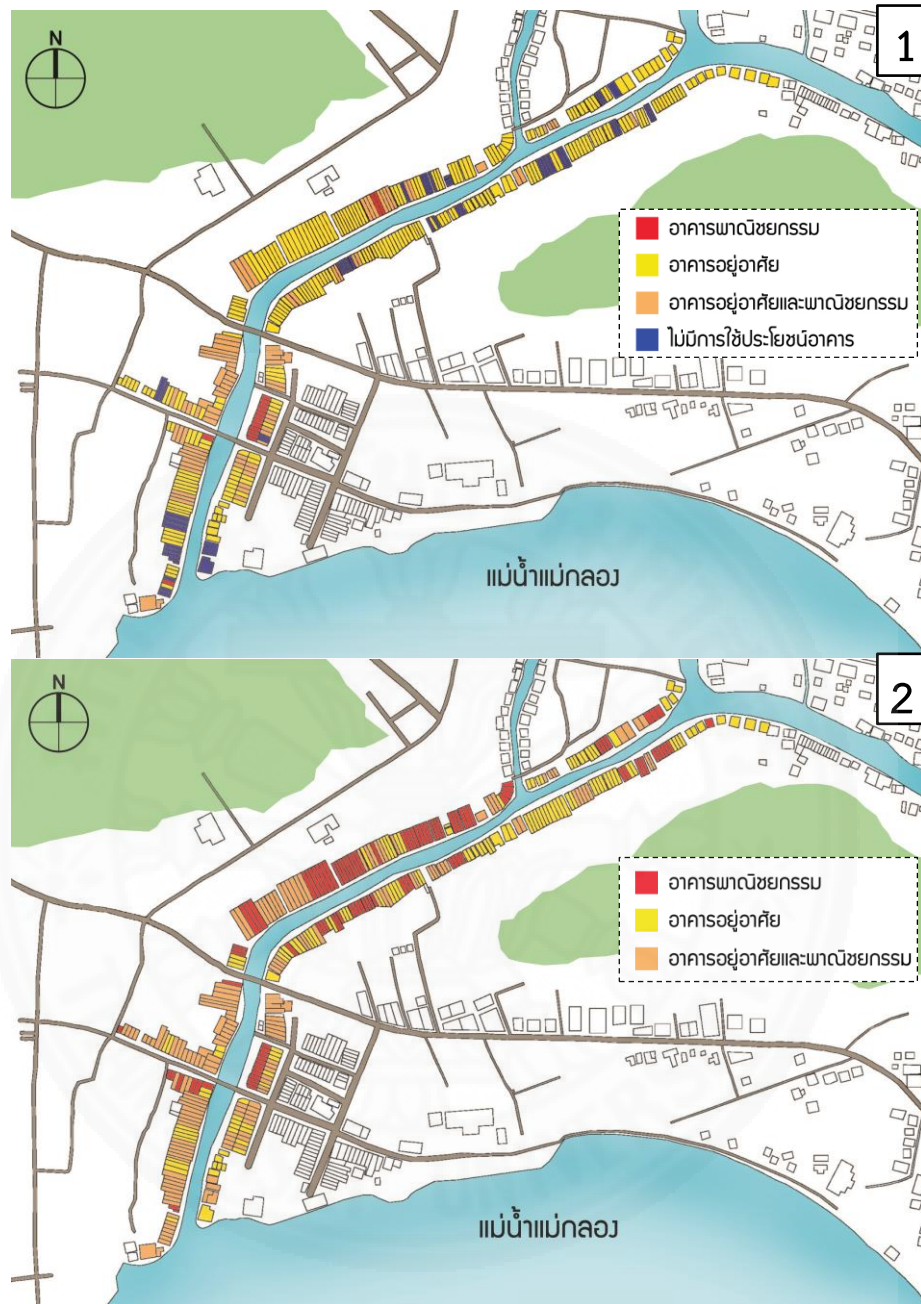 1
N
อาคารพาณิชยกรรม
อาคารอยู่อาศัย
อาคารอยู่อาศัยและพาณิชยกรรม
ไม่มีการใช้ประโยชน์อาคาร
แม่น้ำแม่กลอง
2
N
อาคารพาณิชยกรรม
อาคารอยู่อาศัย
อาคารอยู่อาศัยและพาณิชยกรรม
แม่น้ำแม่กลอง